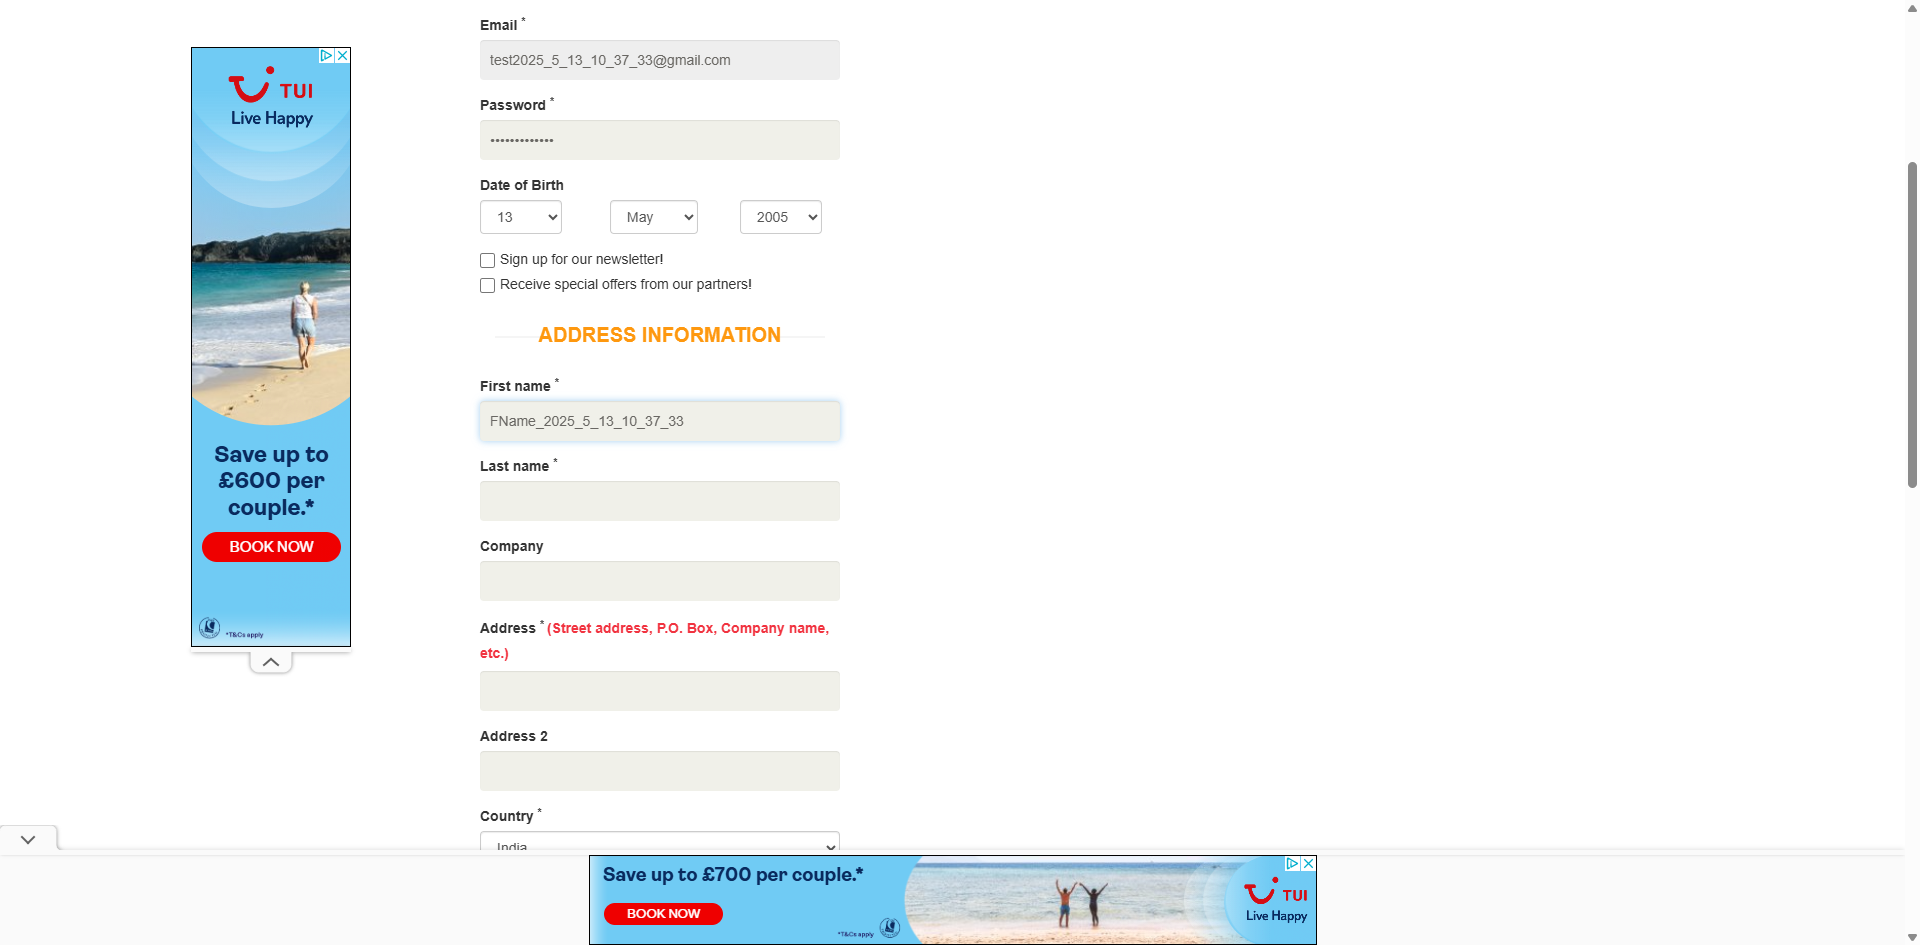 Email *
test2025_5_13_10_37_33@gmail.com
Password *
•••••••••••••
Date of Birth
13 May 2005
Sign up for our newsletter!
Receive special offers from our partners!
ADDRESS INFORMATION
First name *
FName_2025_5_13_10_37_33
Last name *
Company
Address * (Street address, P.O. Box, Company name,
etc.)
Address 2
Country *
India
TUI
Live Happy
Save up to
£600 per
couple.*
BOOK NOW
*T&Cs apply
Save up to £700 per couple.*
BOOK NOW
*T&Cs apply
TUI
Live Happy